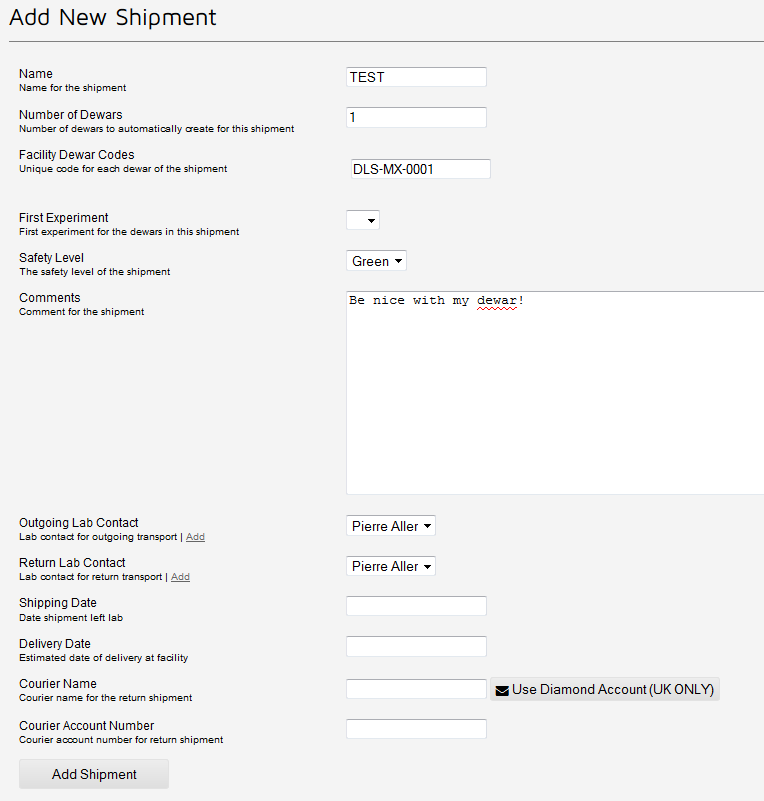 Add New Shipment
Name
TEST
Name for the shipment
Number of Dewars
1
Number of dewars to automatically create for this shipment
Facility Dewar Codes
Unique code for each dewar of the shipment
DLS-MX-0001
First Experiment
First experiment for the dewars in this shipment
Safety Level
Green
The safety level of the shipment
Comments
Be nice with my dewar!
Comment for the shipment
Outgoing Lab Contact
Pierre Aller
Lab contact for outgoing transport | Add
Return Lab Contact
Pierre Aller
Lab contact for return transport | Add
Shipping Date
Date shipment left lab
Delivery Date
Estimated date of delivery at facility
Courier Name
Use Diamond Account (UK ONLY)
Courier name for the return shipment
Courier Account Number
Courier account number for return shipment
Add Shipment